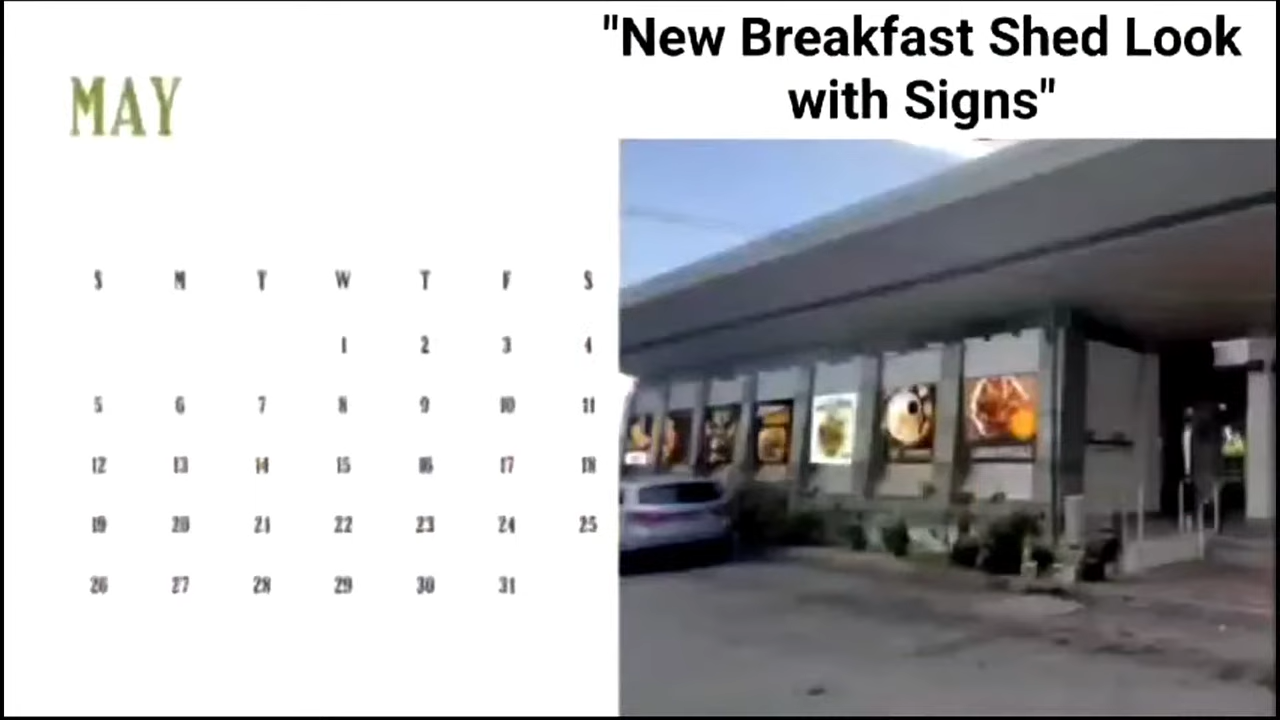 "New Breakfast Shed Look
with Signs"
MAY
S M T W T F S
1 2 3 4
5 6 7 8 9 10 11
12 13 14 15 16 17 18
19 20 21 22 23 24 25
26 27 28 29 30 31